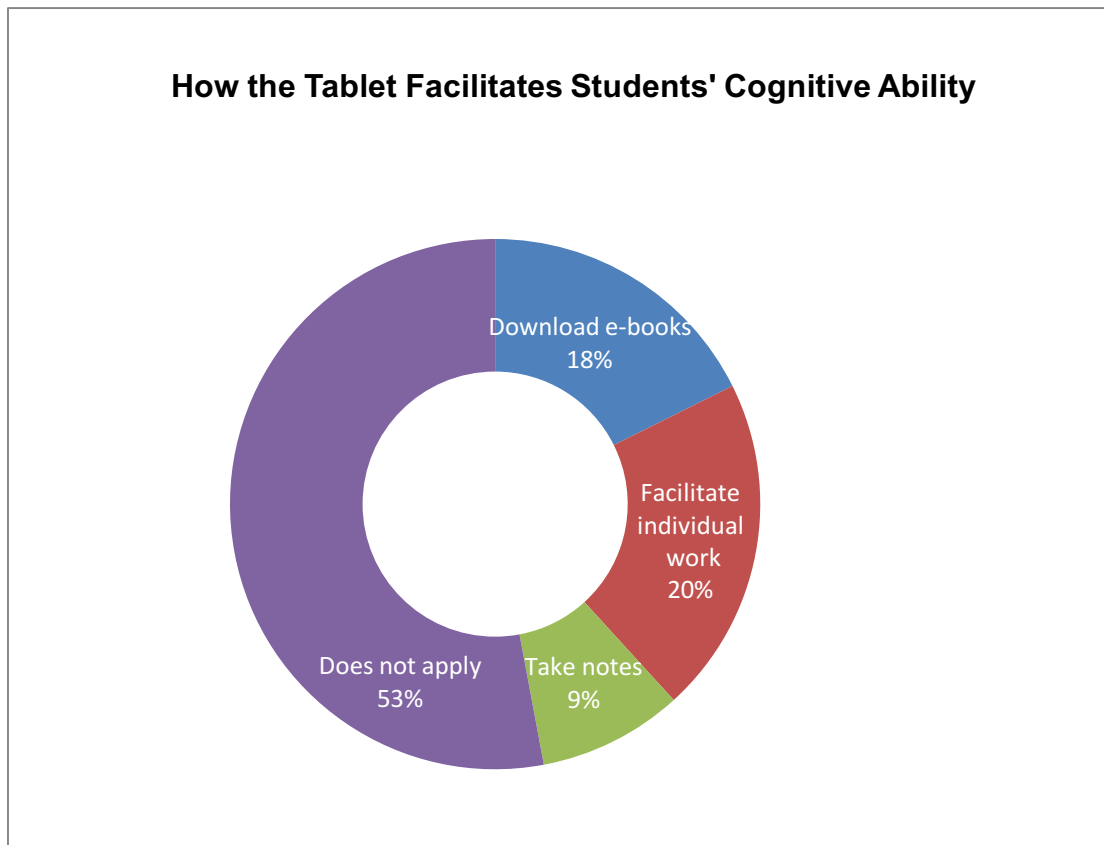 How the Tablet Facilitates Students' Cognitive Ability
Download e-books
18%
Facilitate
individual
work
20%
Take notes
9%
Does not apply
53%